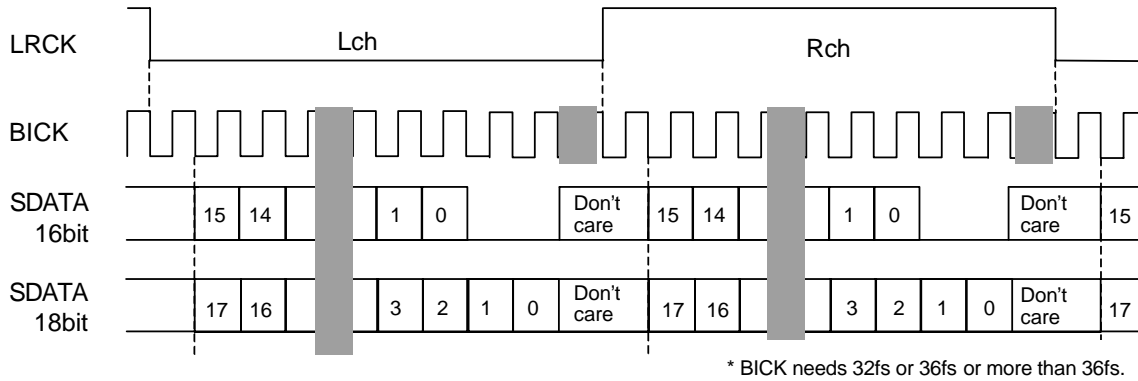 LRCK Lch Rch
BICK
SDATA 16bit 15 14 1 0 Don't care 15 14 1 0 Don't care 15
SDATA 18bit 17 16 3 2 1 0 Don't care 17 16 3 2 1 0 Don't care 17
* BICK needs 32fs or 36fs or more than 36fs.